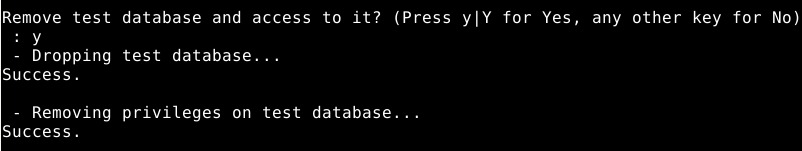 Remove test database and access to it? (Press y|Y for Yes, any other key for No)
 : y
 - Dropping test database...
Success.

 - Removing privileges on test database...
Success.